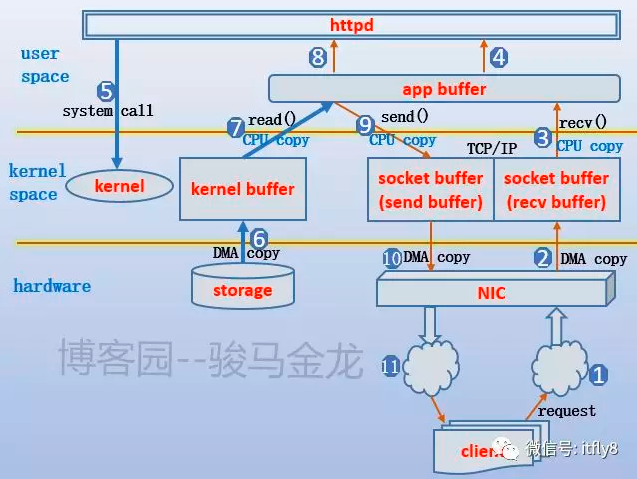 httpd
user
space
⑧
④
app buffer
⑤
system call
⑦
read()
CPU copy
⑨
send()
CPU copy
TCP/IP
③
recv()
CPU copy
kernel
space
kernel
kernel buffer
socket buffer
(send buffer)
socket buffer
(recv buffer)
⑥
DMA copy
⑩
DMA copy
②
DMA copy
hardware
storage
NIC
博客园--骏马金龙
⑪
①
request
client
微信号: itfly8